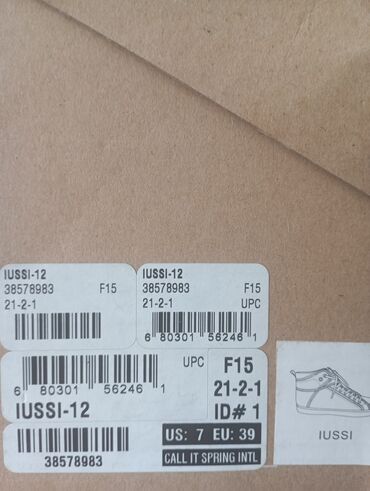 IUSSI-12
38578983 F15
21-2-1
IUSSI-12
38578983 F15
21-2-1 UPC
6 80301 56246 1
UPC F15
6 80301 56246 1 21-2-1
IUSSI-12 ID# 1
US: 7 EU: 39
38578983 CALL IT SPRING INTL
IUSSI